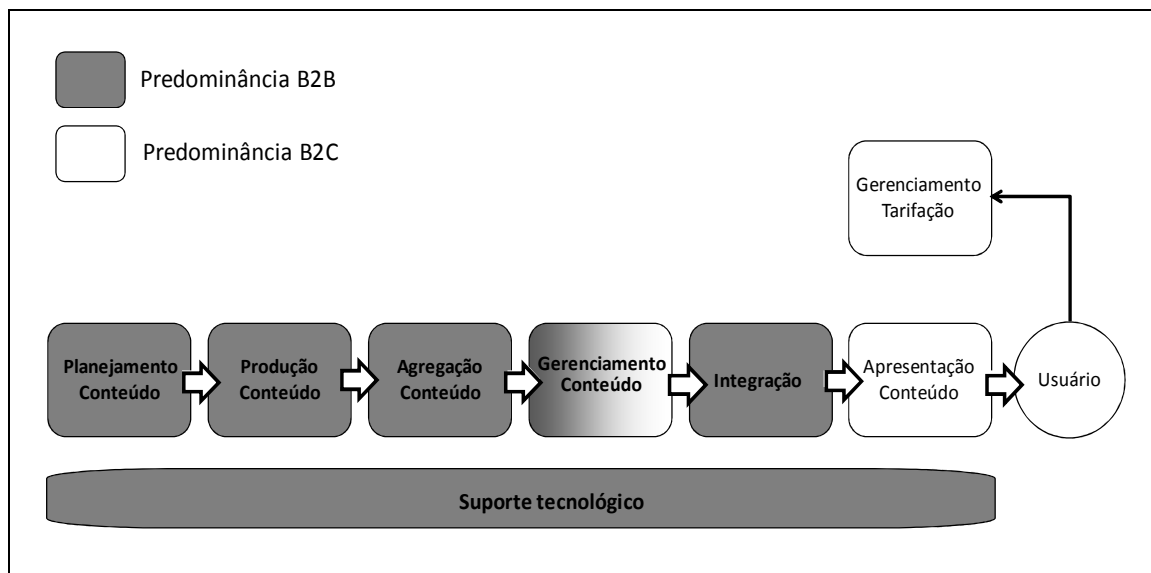 Predominância B2B
Predominância B2C
Gerenciamento
Tarifação
Planejamento
Conteúdo
Produção
Conteúdo
Agregação
Conteúdo
Gerenciamento
Conteúdo
Integração
Apresentação
Conteúdo
Usuário
Suporte tecnológico